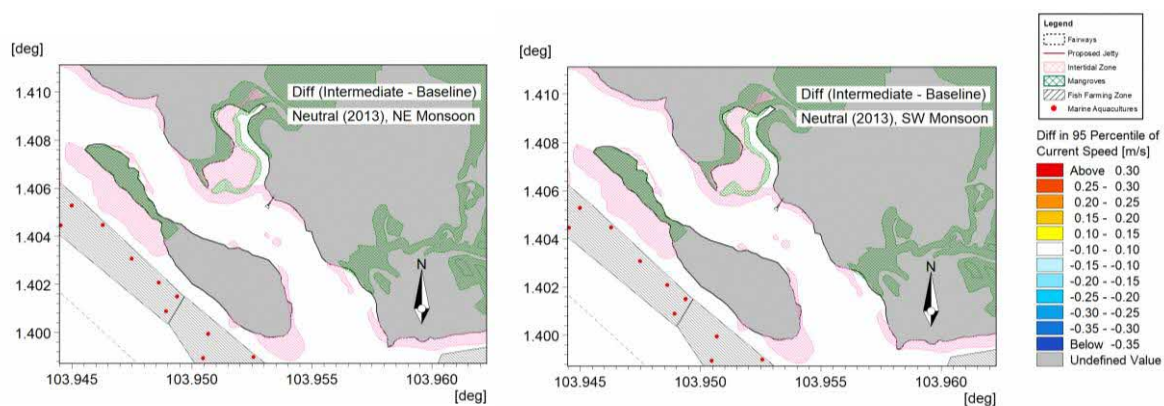 [deg]
1.410
1.408
1.406
1.404
1.402
1.400
Diff (Intermediate - Baseline)
Neutral (2013), NE Monsoon
N
103.945
103.950
103.955
103.960
[deg]
[deg]
1.410
1.408
1.406
1.404
1.402
1.400
Diff (Intermediate - Baseline)
Neutral (2013), SW Monsoon
N
103.945
103.950
103.955
103.960
[deg]
Legend
Fairways
Proposed Jetty
Intertidal Zone
Mangroves
Fish Farming Zone
Marine Aquacultures
Diff in 95 Percentile of
Current Speed [m/s]
Above 0.30
0.25 - 0.30
0.20 - 0.25
0.15 - 0.20
0.10 - 0.15
-0.10 - 0.10
-0.15 - -0.10
-0.20 - -0.15
-0.25 - -0.20
-0.30 - -0.25
-0.35 - -0.30
Below -0.35
Undefined Value